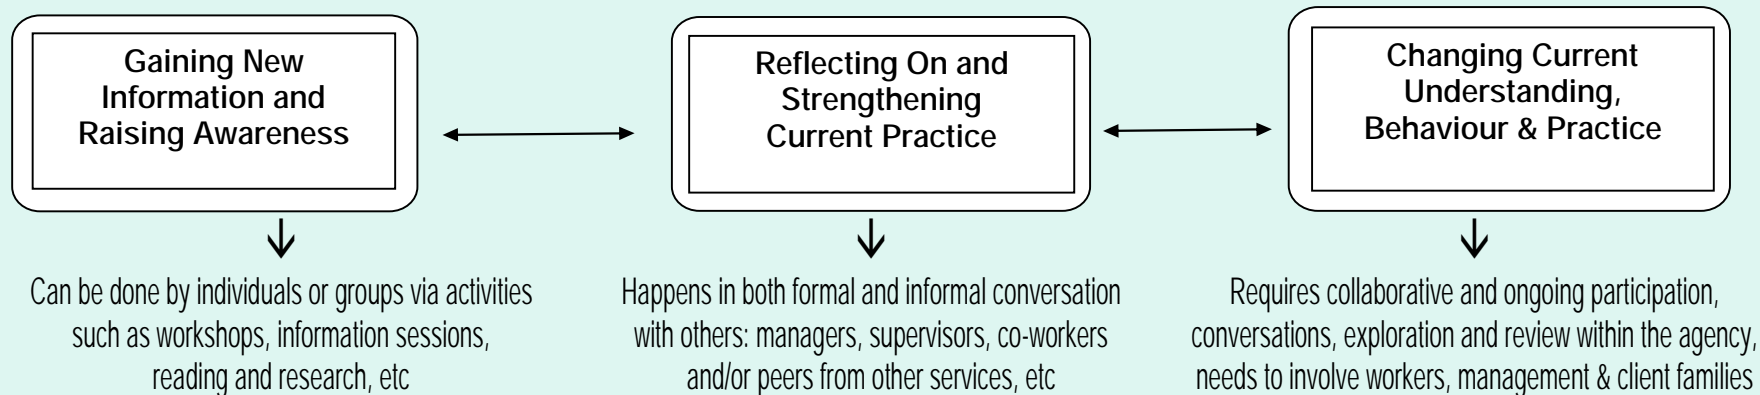 Gaining New
Information and
Raising Awareness
Can be done by individuals or groups via activities
such as workshops, information sessions,
reading and research, etc
Reflecting On and
Strengthening
Current Practice
Happens in both formal and informal conversation
with others: managers, supervisors, co-workers
and/or peers from other services, etc
Changing Current
Understanding,
Behaviour & Practice
Requires collaborative and ongoing participation,
conversations, exploration and review within the agency,
needs to involve workers, management & client families